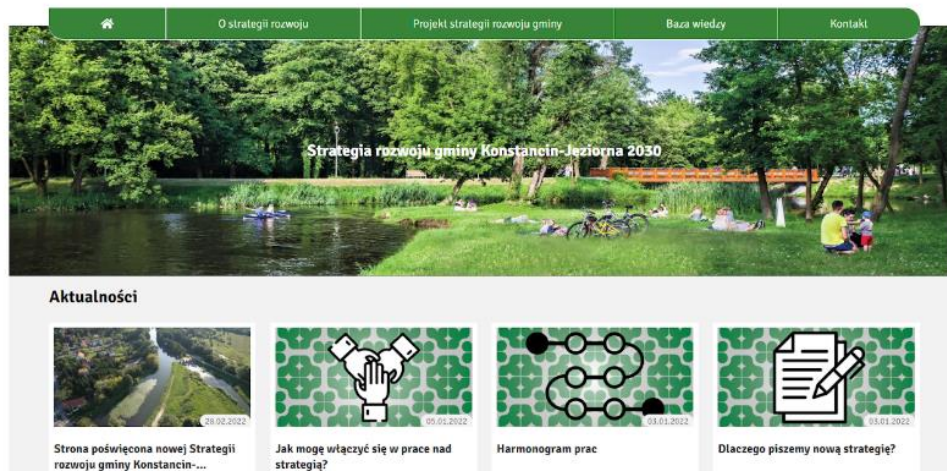 O strategii rozwoju
Projekt strategii rozwoju gminy
Baza wiedzy
Kontakt
Strategia rozwoju gminy Konstancin-Jeziorna 2030
Aktualności
28.02.2022
05.01.2022
03.01.2022
03.01.2022
Strona poświęcona nowej Strategii
rozwoju gminy Konstancin-...
Jak mogę włączyć się w prace nad
strategią?
Harmonogram prac
Dlaczego piszemy nową strategię?